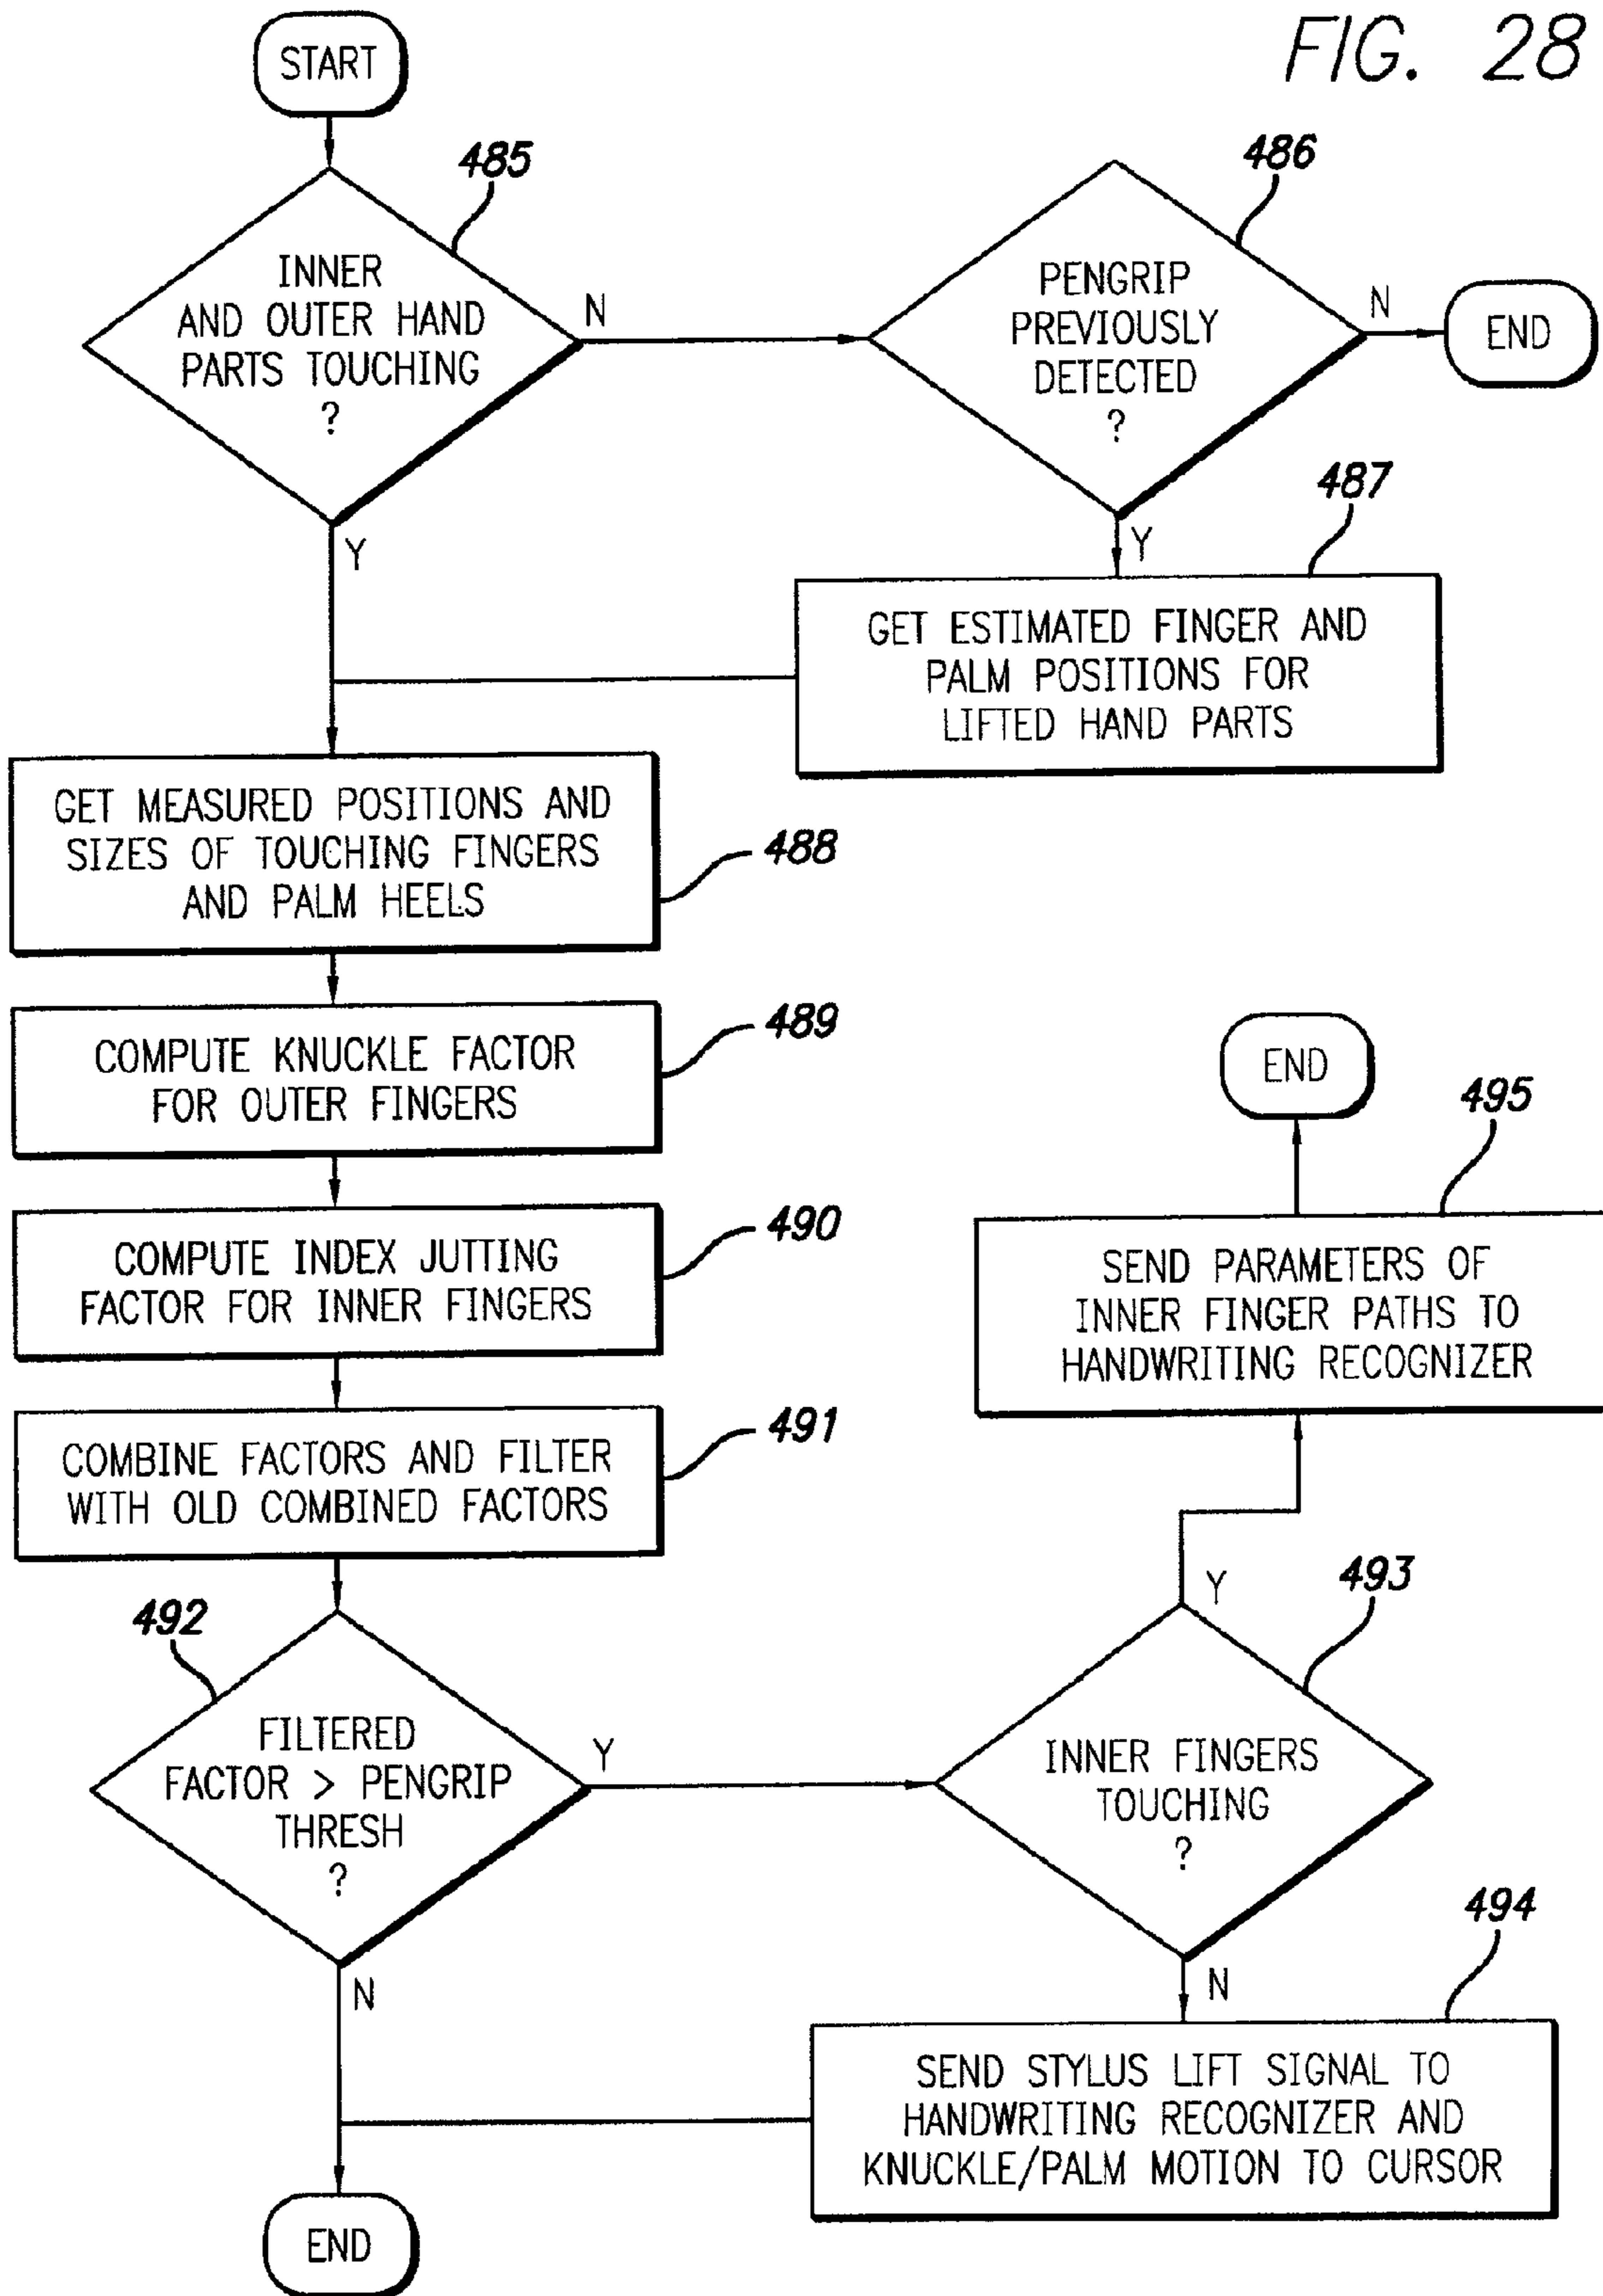 FIG. 28
START
485
INNER
AND OUTER HAND
PARTS TOUCHING
?
N
Y
486
PENGRIP
PREVIOUSLY
DETECTED
?
N
END
Y
487
GET ESTIMATED FINGER AND
PALM POSITIONS FOR
LIFTED HAND PARTS
GET MEASURED POSITIONS AND
SIZES OF TOUCHING FINGERS
AND PALM HEELS
488
COMPUTE KNUCKLE FACTOR
FOR OUTER FINGERS
489
COMPUTE INDEX JUTTING
FACTOR FOR INNER FINGERS
490
COMBINE FACTORS AND FILTER
WITH OLD COMBINED FACTORS
491
492
FILTERED
FACTOR > PENGRIP
THRESH
?
Y
N
END
495
SEND PARAMETERS OF
INNER FINGER PATHS TO
HANDWRITING RECOGNIZER
Y
493
INNER FINGERS
TOUCHING
?
N
494
SEND STYLUS LIFT SIGNAL TO
HANDWRITING RECOGNIZER AND
KNUCKLE/PALM MOTION TO CURSOR
END